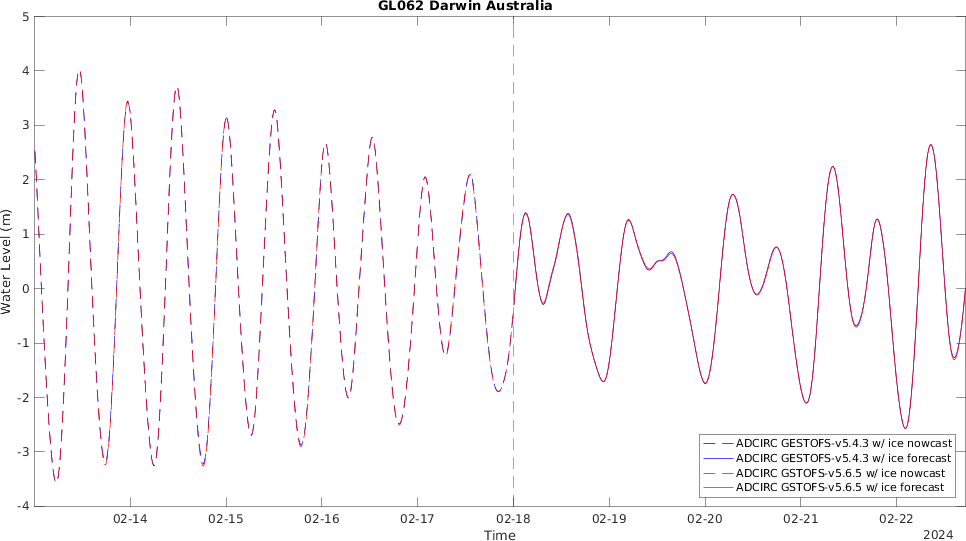 GL062 Darwin Australia
5
4
3
2
1
0
-1
-2
-3
-4
Water Level (m)
ADCIRC GESTOFS-v5.4.3 w/ ice nowcast
ADCIRC GESTOFS-v5.4.3 w/ ice forecast
ADCIRC GSTOFS-v5.6.5 w/ ice nowcast
ADCIRC GSTOFS-v5.6.5 w/ ice forecast
02-14 02-15 02-16 02-17 02-18 02-19 02-20 02-21 02-22
Time
2024